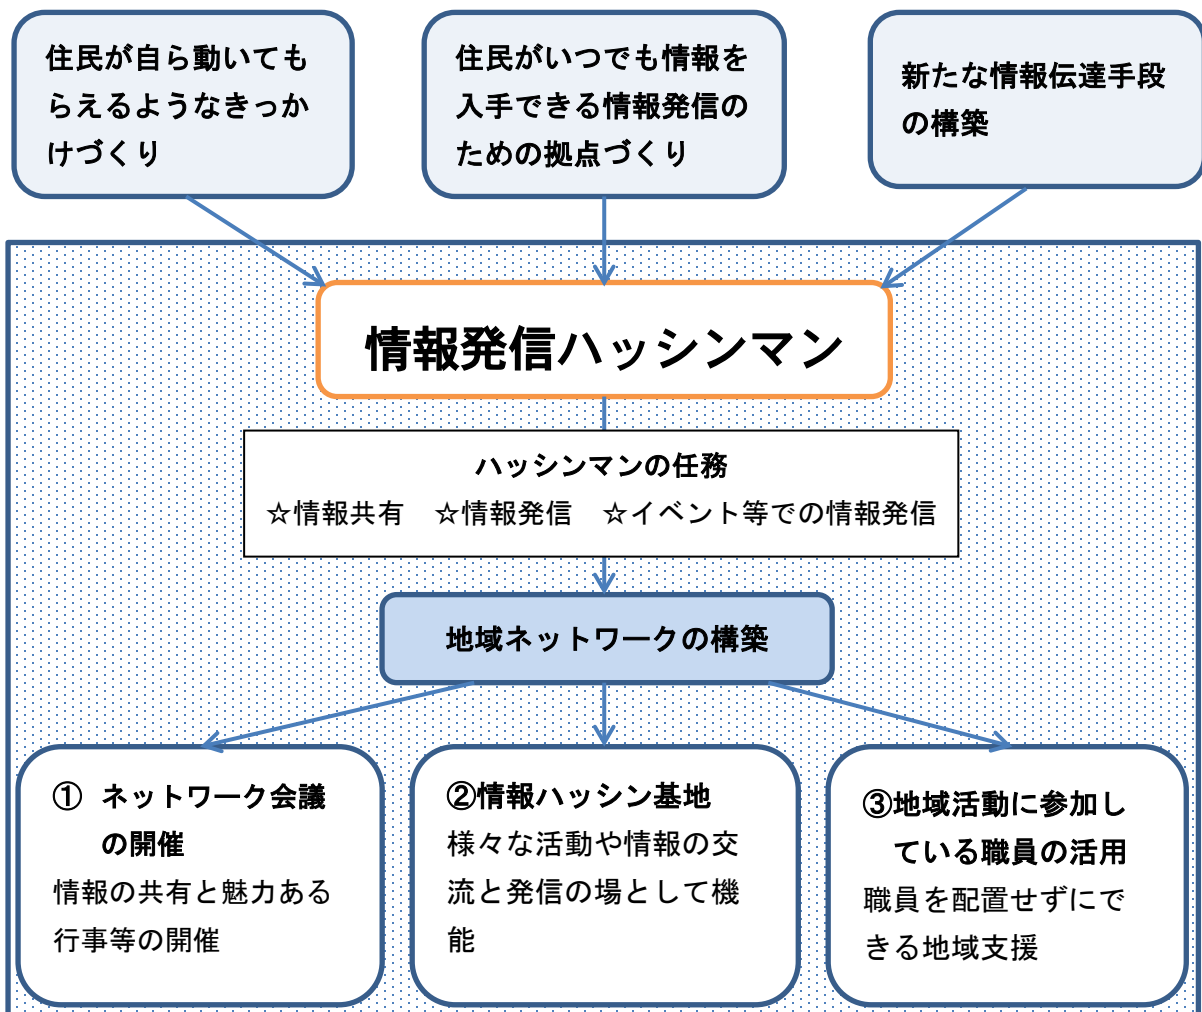 住民が自ら動いても
らえるようなきっか
けづくり
住民がいつでも情報を
入手できる情報発信の
ための拠点づくり
新たな情報伝達手段
の構築
情報発信ハッシンマン
ハッシンマンの任務
☆情報共有　☆情報発信　☆イベント等での情報発信
地域ネットワークの構築
①　ネットワーク会議
の開催
情報の共有と魅力ある
行事等の開催
②情報ハッシン基地
様々な活動や情報の交
流と発信の場として機
能
③地域活動に参加し
ている職員の活用
職員を配置せずにで
きる地域支援